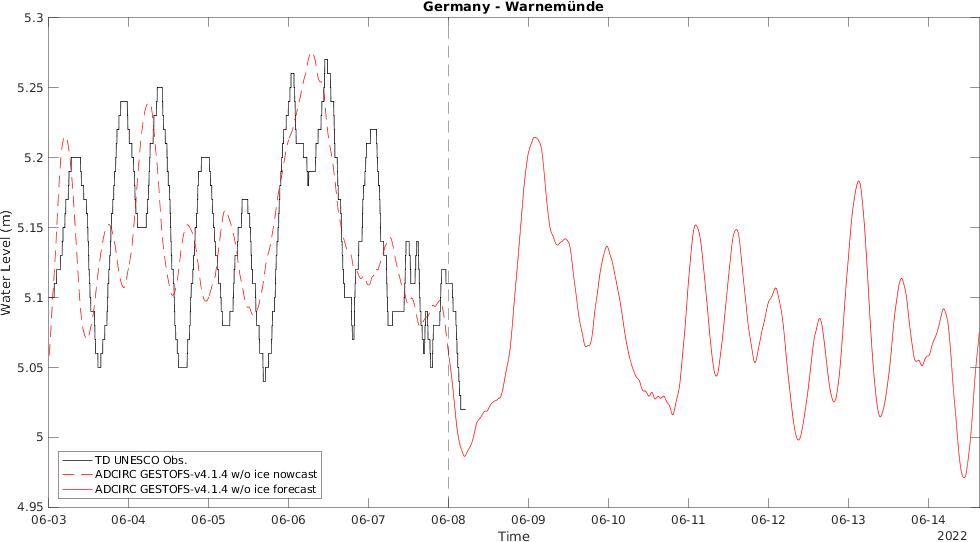 Germany - Warnemünde
5.3
5.25
5.2
5.15
5.1
5.05
5
4.95
Water Level (m)
TD UNESCO Obs.
ADCIRC GESTOFS-v4.1.4 w/o ice nowcast
ADCIRC GESTOFS-v4.1.4 w/o ice forecast
06-03 06-04 06-05 06-06 06-07 06-08 06-09 06-10 06-11 06-12 06-13 06-14
Time
2022